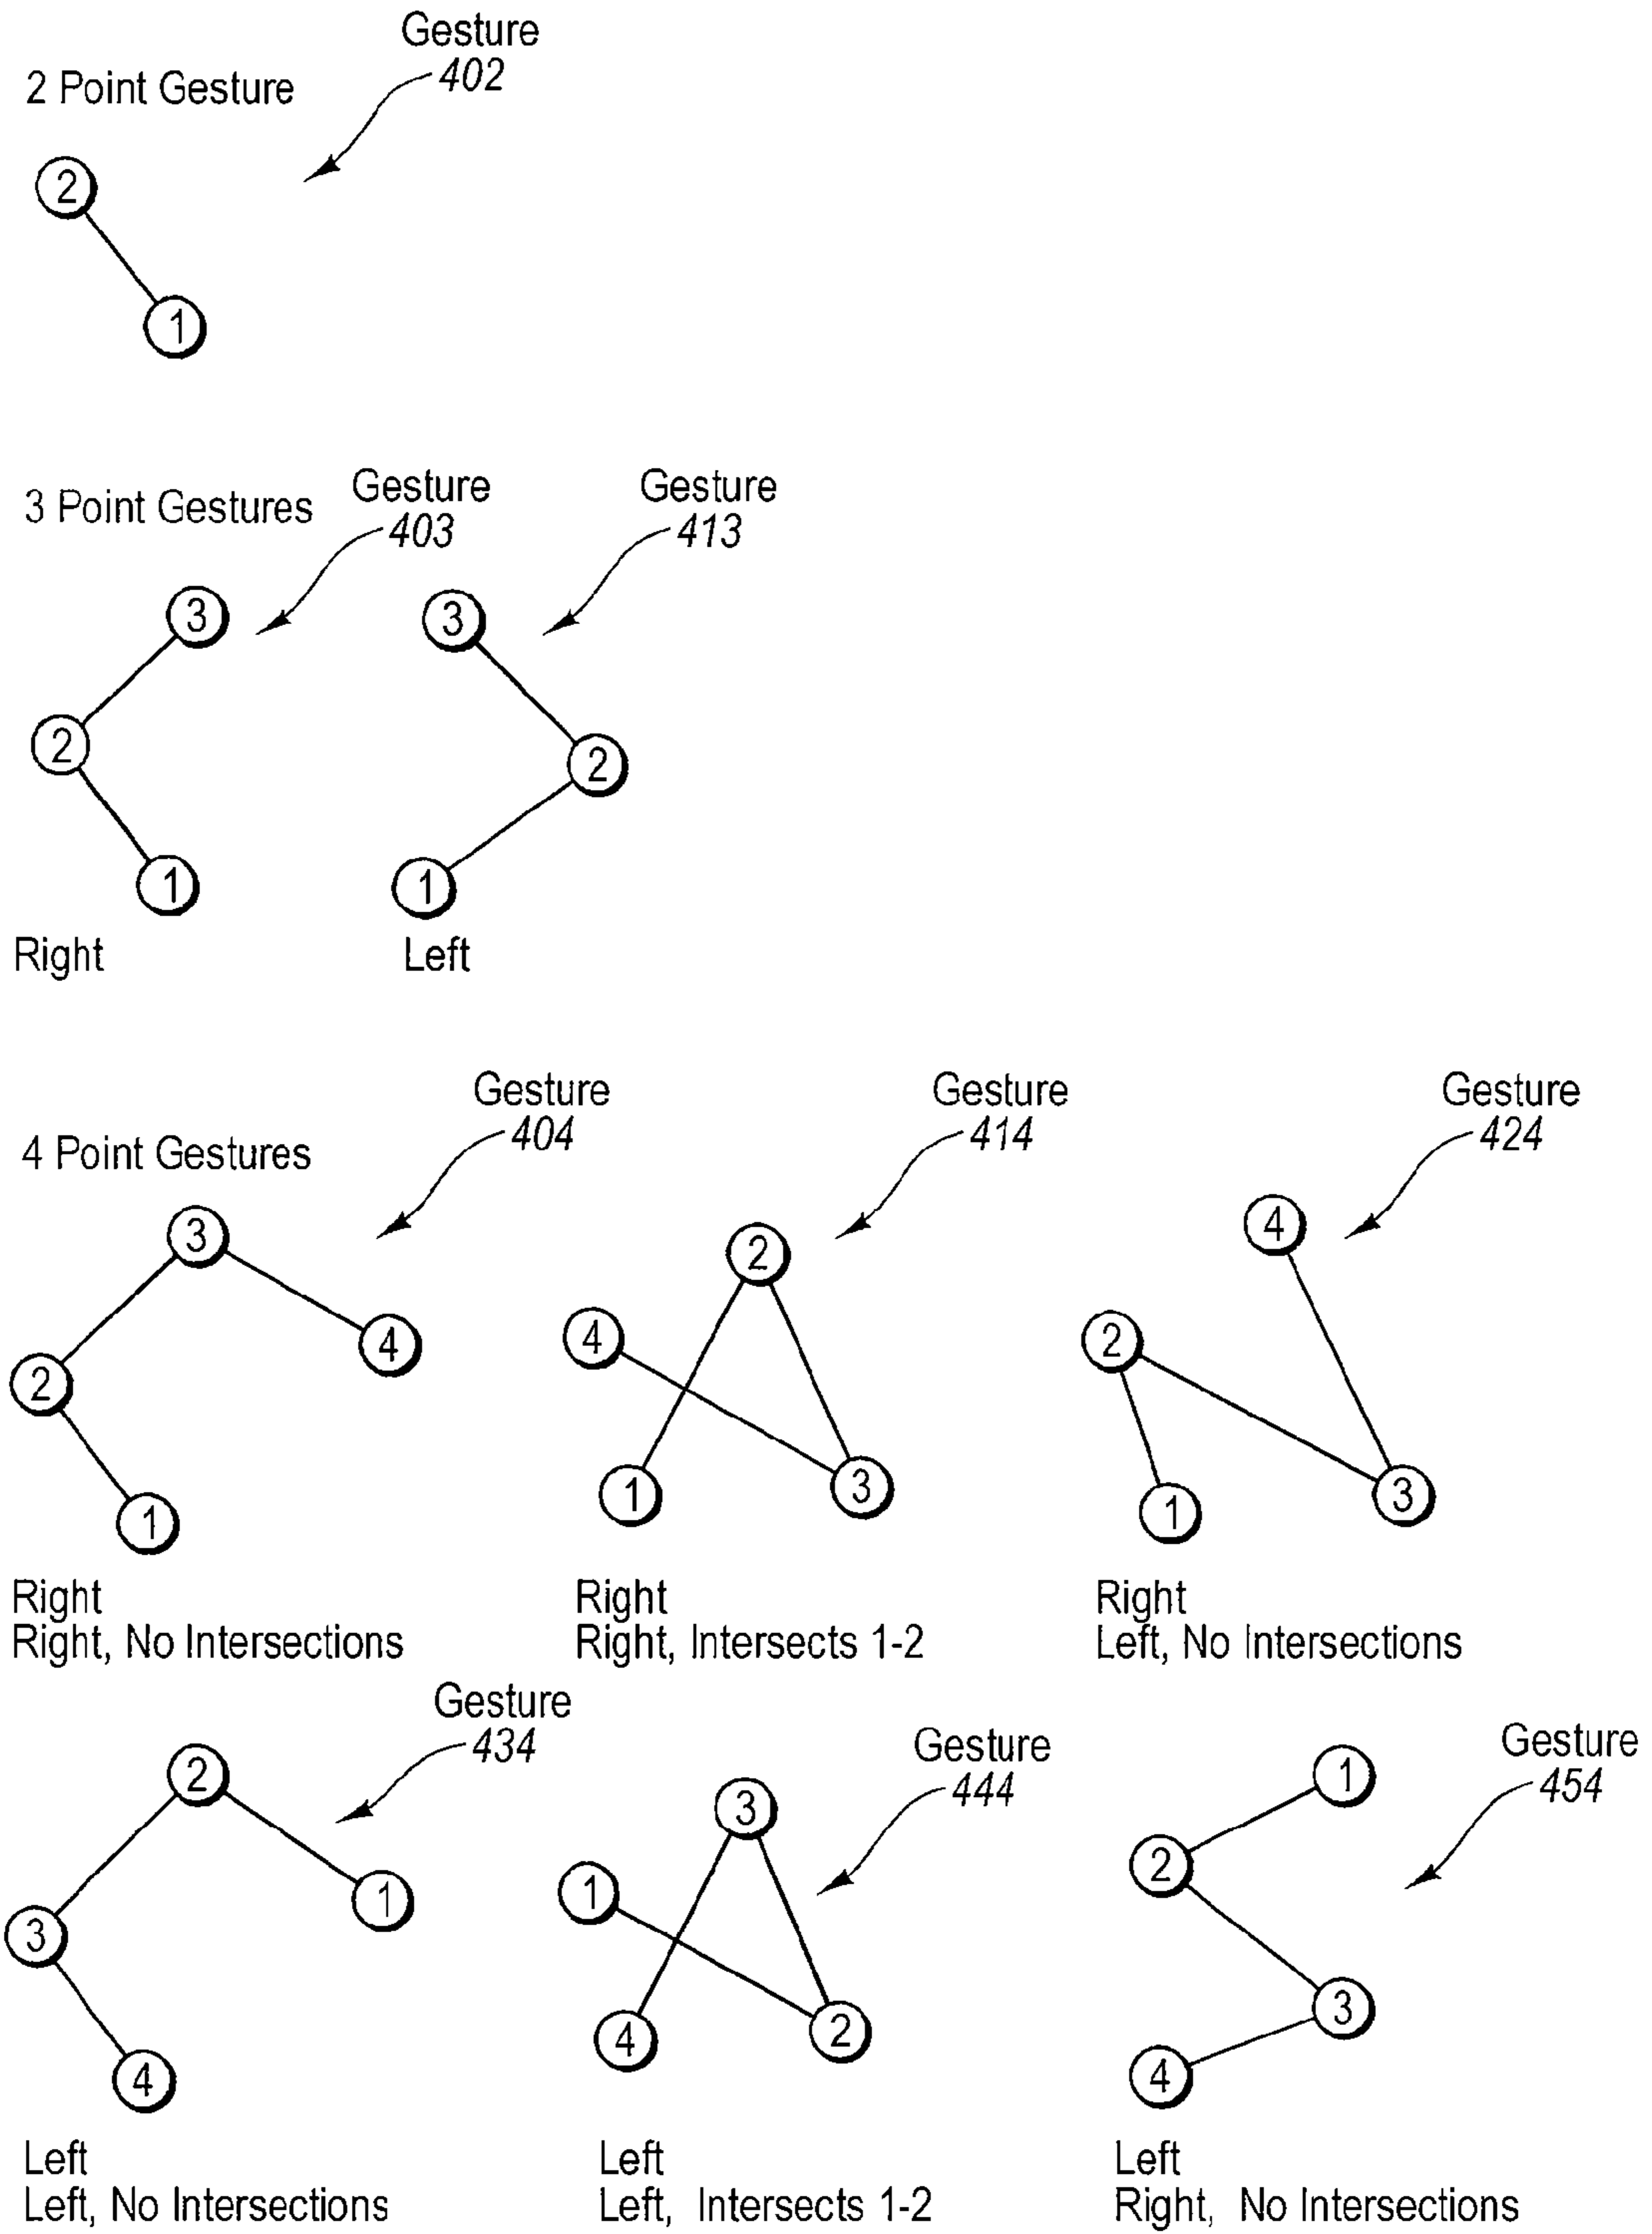 Gesture
402
2 Point Gesture
2
1
3 Point Gestures
Gesture
403
Gesture
413
3
2
1
Right
3
2
1
Left
4 Point Gestures
Gesture
404
Gesture
414
Gesture
424
3
2
4
1
Right
Right, No Intersections
2
4
1
3
Right
Right, Intersects 1-2
4
2
1
3
Right
Left, No Intersections
Gesture
434
Gesture
444
Gesture
454
2
1
3
4
Left
Left, No Intersections
3
1
4
2
Left
Left, Intersects 1-2
1
2
3
4
Left
Right, No Intersections